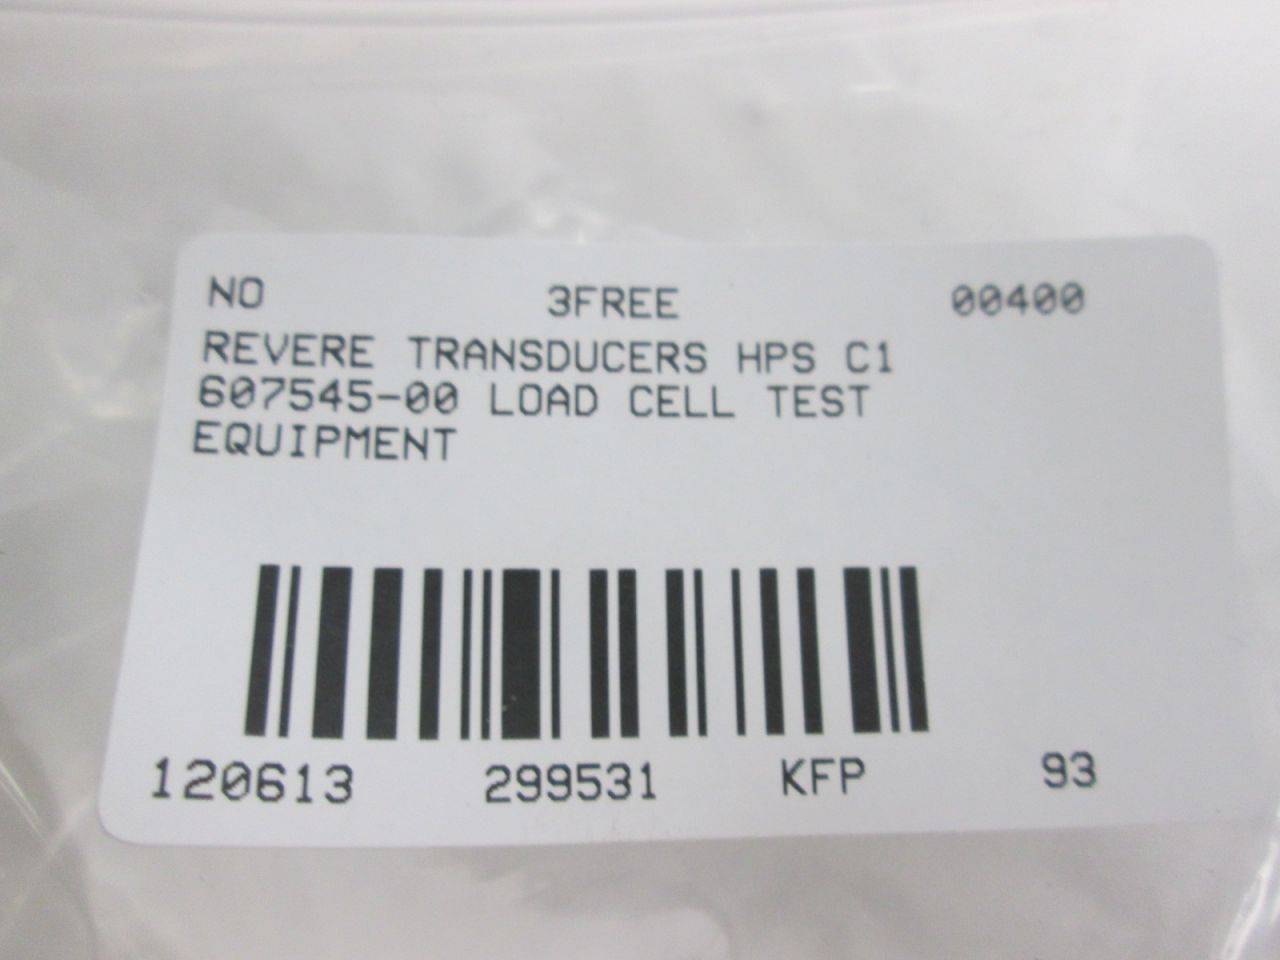 NO 3FREE 00400
REVERE TRANSDUCERS HPS C1
607545-00 LOAD CELL TEST
EQUIPMENT
120613 299531 KFP 93